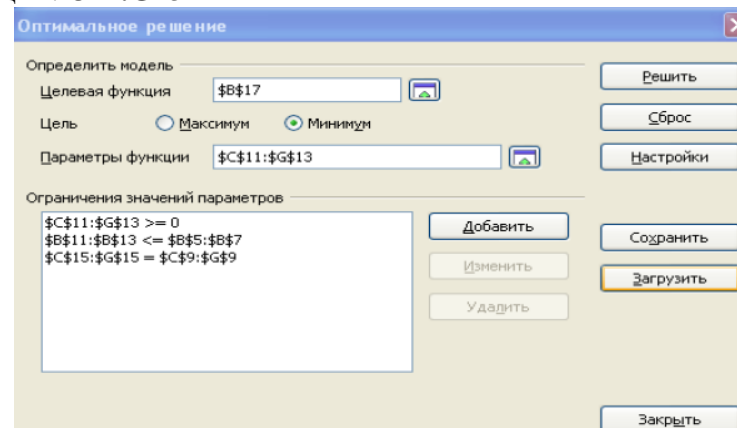 Оптимальное решение
Определить модель
Целевая функция $B$17
Цель Максимум Минимум
Параметры функции $C$11:$G$13
Ограничения значений параметров
$C$11:$G$13 >= 0
$B$11:$B$13 <= $B$5:$B$7
$C$15:$G$15 = $C$9:$G$9
Добавить
Изменить
Удалить
Решить
Сброс
Настройки
Сохранить
Загрузить
Закрыть